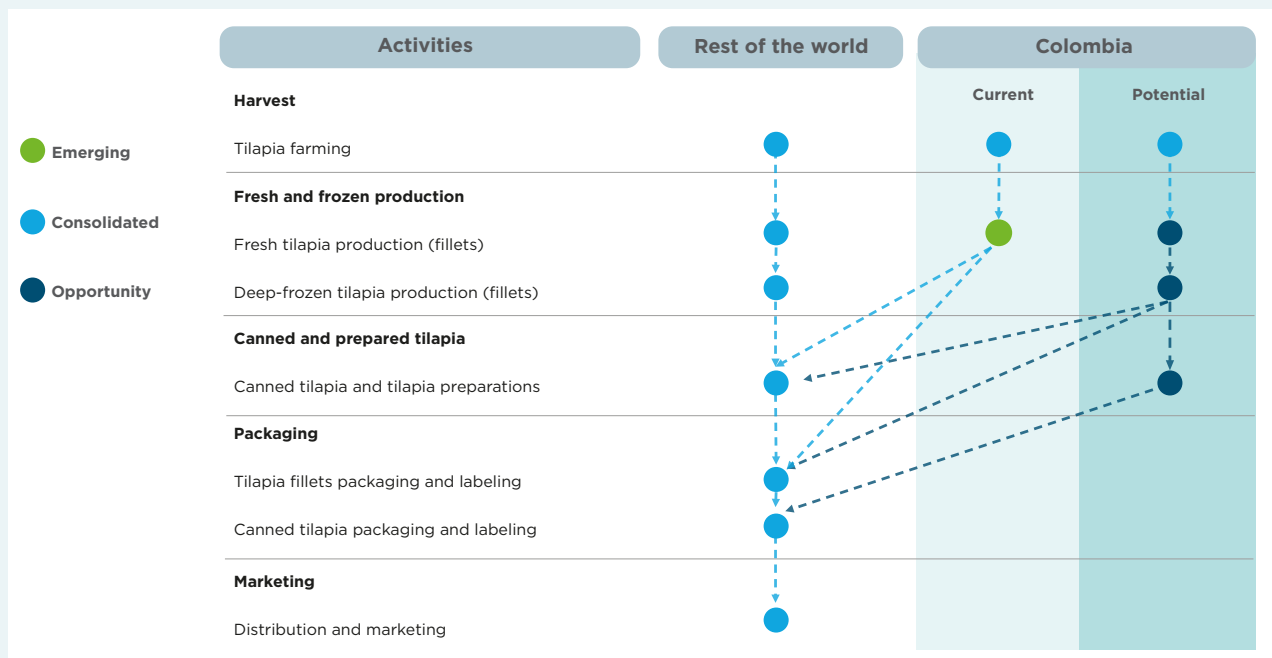 Activities
Rest of the world
Colombia
Current
Potential
Emerging
Consolidated
Opportunity
Harvest
Tilapia farming
Fresh and frozen production
Fresh tilapia production (fillets)
Deep-frozen tilapia production (fillets)
Canned and prepared tilapia
Canned tilapia and tilapia preparations
Packaging
Tilapia fillets packaging and labeling
Canned tilapia packaging and labeling
Marketing
Distribution and marketing